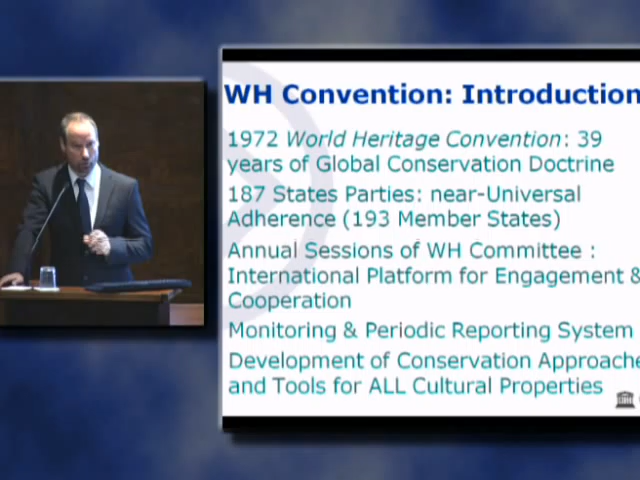 WH Convention: Introduction
1972 World Heritage Convention: 39
years of Global Conservation Doctrine
187 States Parties: near-Universal
Adherence (193 Member States)
Annual Sessions of WH Committee :
International Platform for Engagement &
Cooperation
Monitoring & Periodic Reporting System
Development of Conservation Approache
and Tools for ALL Cultural Properties